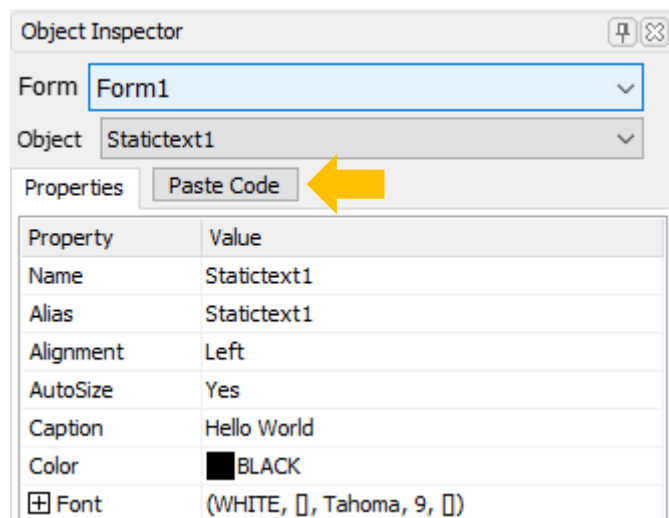 Object Inspector
Form Form1
Object Statictext1
Properties Paste Code
Property Value
Name Statictext1
Alias Statictext1
Alignment Left
AutoSize Yes
Caption Hello World
Color BLACK
Font (WHITE, [], Tahoma, 9, [])